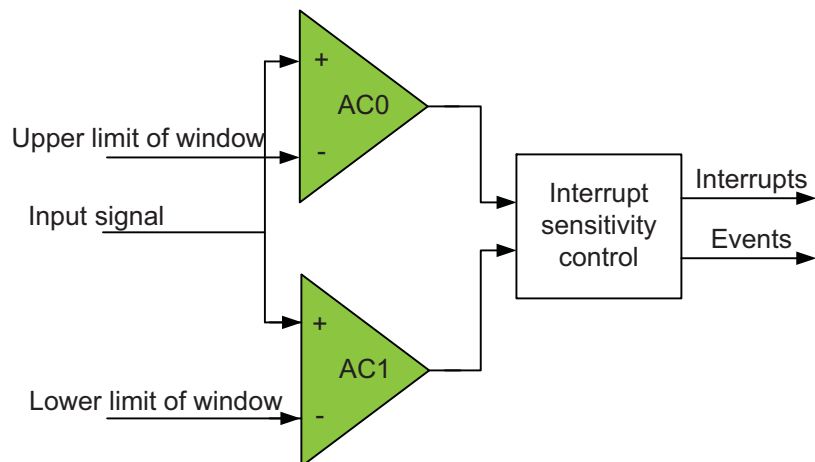 +
AC0
Upper limit of window
-
Input signal
+
AC1
Lower limit of window
-
Interrupt
sensitivity
control
Interrupts
Events